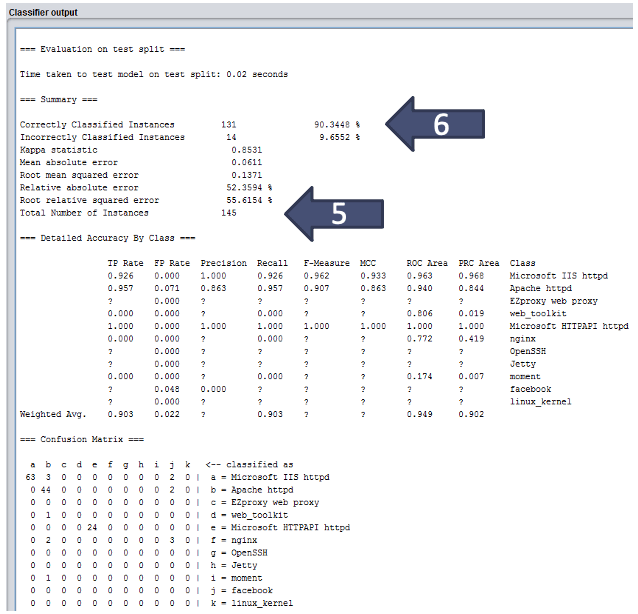 Classifier output
=== Evaluation on test split ===
Time taken to test model on test split: 0.02 seconds
=== Summary ===
Correctly Classified Instances 131 90.3448 %
6
Incorrectly Classified Instances 14 9.6552 %
Kappa statistic 0.8531
Mean absolute error 0.0611
Root mean squared error 0.1371
Relative absolute error 52.3594 %
Root relative squared error 55.6154 %
Total Number of Instances 145
5
=== Detailed Accuracy By Class ===
TP Rate FP Rate Precision Recall F-Measure MCC ROC Area PRC Area Class
0.926 0.000 1.000 0.926 0.962 0.933 0.963 0.968 Microsoft IIS httpd
0.957 0.071 0.863 0.957 0.907 0.863 0.940 0.844 Apache httpd
? 0.000 ? ? ? ? ? ? EZproxy web proxy
0.000 0.000 ? 0.000 ? ? 0.806 0.019 web_toolkit
1.000 0.000 1.000 1.000 1.000 1.000 1.000 1.000 Microsoft HTTPAPI httpd
0.000 0.000 ? 0.000 ? ? 0.772 0.419 nginx
? 0.000 ? ? ? ? ? ? OpenSSH
? 0.000 ? ? ? ? ? ? Jetty
0.000 0.000 ? 0.000 ? ? 0.174 0.007 moment
? 0.048 0.000 ? ? ? ? ? facebook
? 0.000 ? ? ? ? ? ? linux_kernel
Weighted Avg. 0.903 0.022 ? 0.903 ? ? 0.949 0.902
=== Confusion Matrix ===
a b c d e f g h i j k <-- classified as
63 3 0 0 0 0 0 0 0 2 0 | a = Microsoft IIS httpd
0 44 0 0 0 0 0 0 0 2 0 | b = Apache httpd
0 0 0 0 0 0 0 0 0 0 0 | c = EZproxy web proxy
0 1 0 0 0 0 0 0 0 0 0 | d = web_toolkit
0 0 0 0 24 0 0 0 0 0 0 | e = Microsoft HTTPAPI httpd
0 2 0 0 0 0 0 0 0 3 0 | f = nginx
0 0 0 0 0 0 0 0 0 0 0 | g = OpenSSH
0 0 0 0 0 0 0 0 0 0 0 | h = Jetty
0 1 0 0 0 0 0 0 0 0 0 | i = moment
0 0 0 0 0 0 0 0 0 0 0 | j = facebook
0 0 0 0 0 0 0 0 0 0 0 | k = linux_kernel